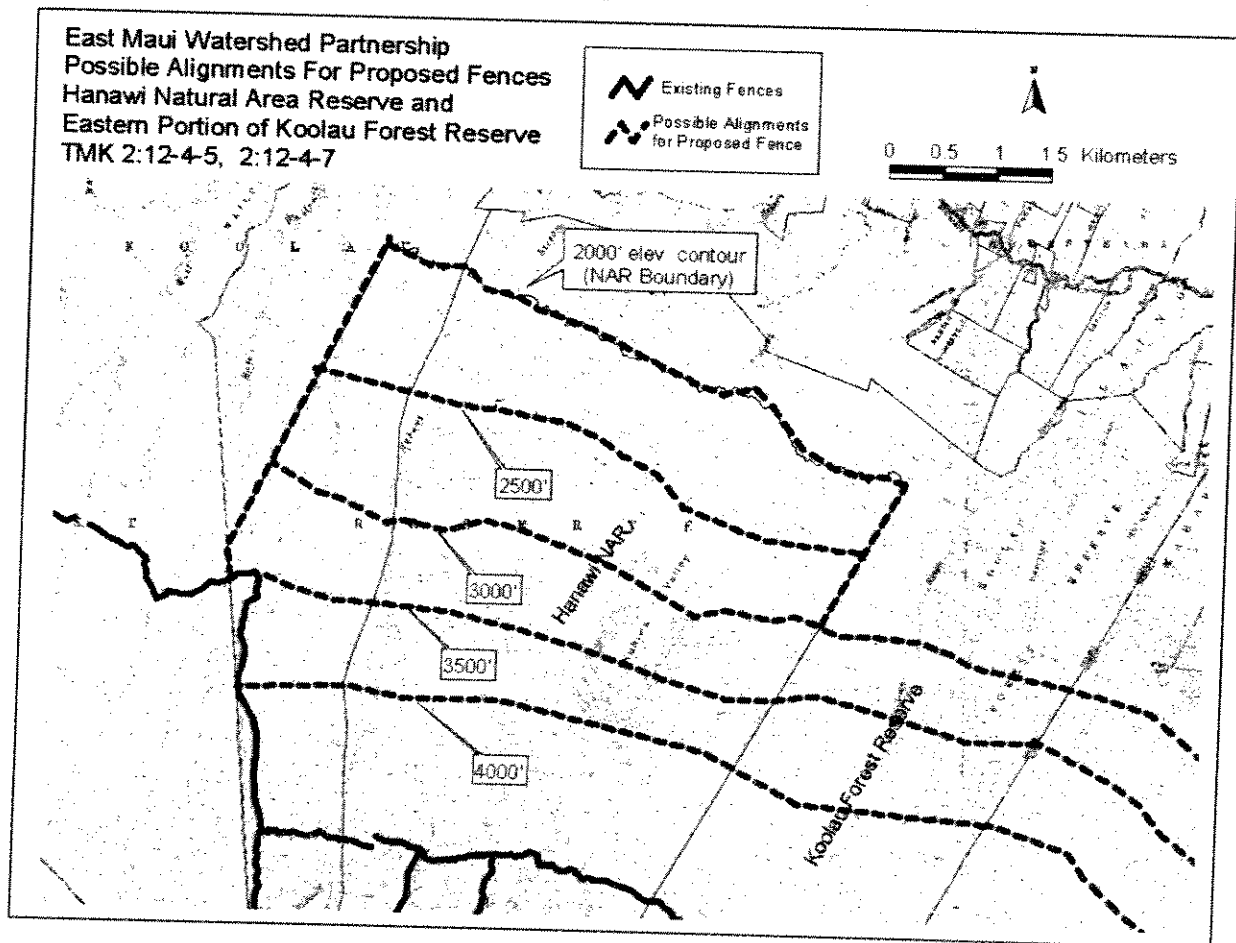 East Maui Watershed Partnership
Possible Alignments For Proposed Fences
Hanawi Natural Area Reserve and
Eastern Portion of Koolau Forest Reserve
TMK 2:12-4-5, 2:12-4-7
Existing Fences
Possible Alignments
for Proposed Fence
0 0.5 1 1.5 Kilometers
K O O L A
2000' elev contour
(NAR Boundary)
2500'
3000'
Hanawi NAR
3500'
4000'
Koolau Forest Reserve